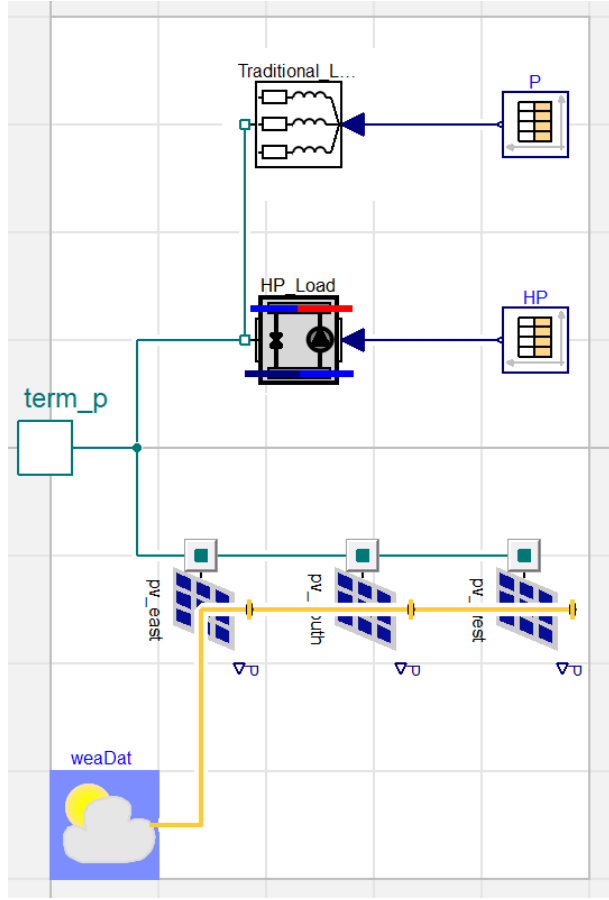 Traditional_L...
P
HP_Load
HP
term_p
pv_east
P
P
P
weaDat